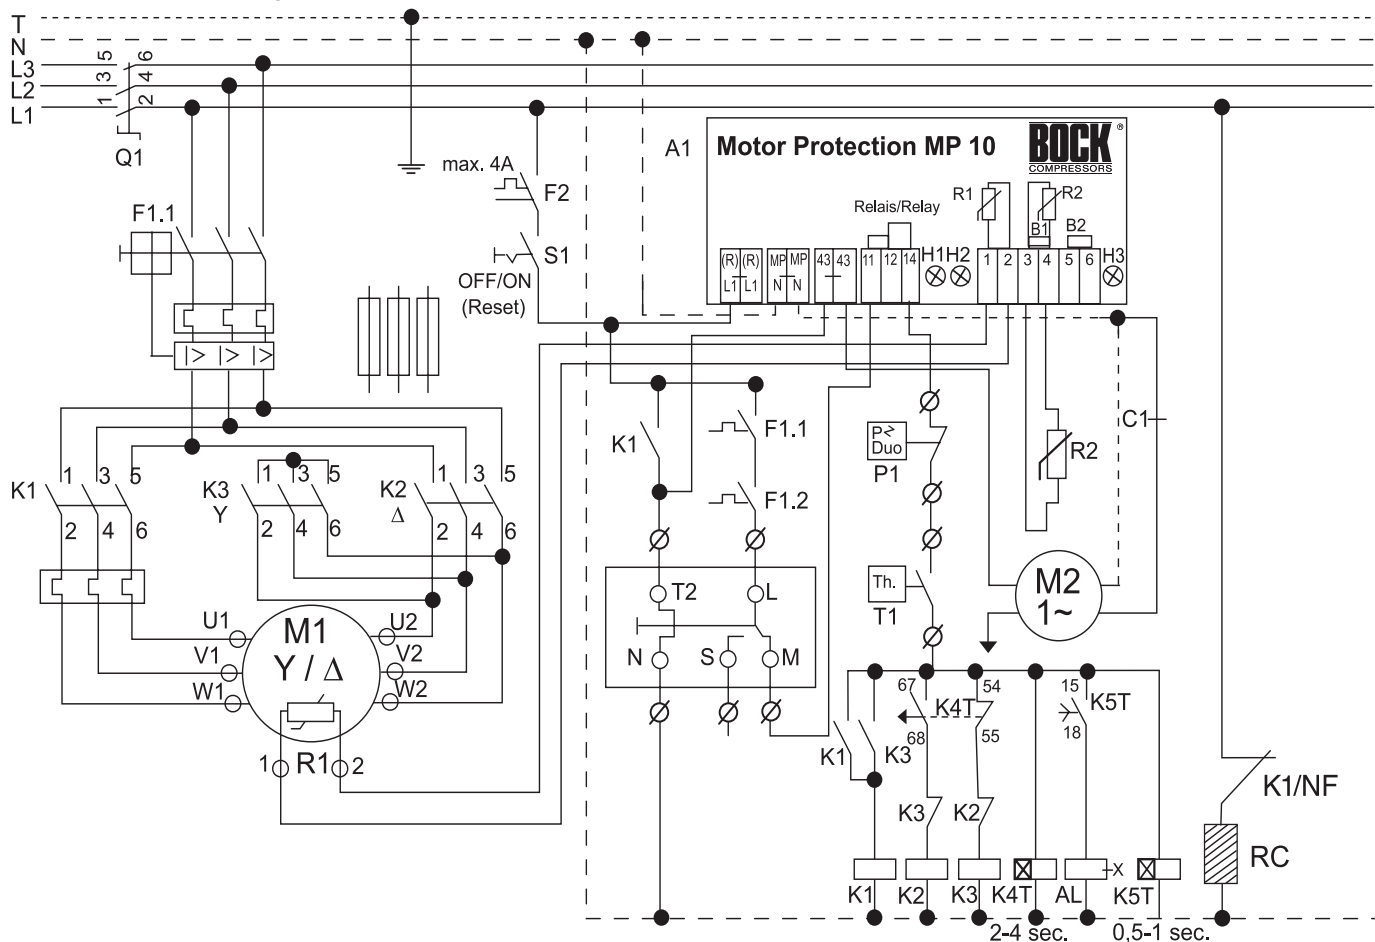 T
N
L3 5 6
L2 3 4
L1 1 2
Q1
max. 4A
F2
F1.1
S1
OFF/ON
(Reset)
A1
Motor Protection MP 10
BOCK ®
COMPRESSORS
R1 R2
Relais/Relay
B1 B2
(R) (R) MP MP 43 43 11 12 14 H1 H2 1 2 3 4 5 6 H3
L1 L1 N N
|> |> |>
K1
F1.1
P
Duo
P1
R2
C1
F1.2
K1 1 3 5
2 4 6
K3 1 3 5
Y
2 4 6
K2 1 3 5
Δ
2 4 6
Th.
T1
M2
1~
T2 L
N S M
U1 M1 U2
V1 Y / Δ V2
W1 W2
1 R1 2
67 54 15
K4T K5T
68 55 18
K1 K3
K3 K2
K1/NF
RC
X
K1 K2 K3 K4T AL K5T
2-4 sec. 0,5-1 sec.